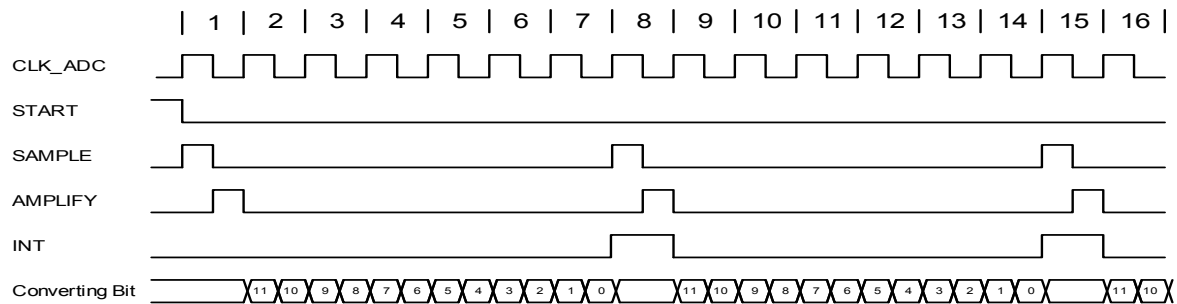 1 2 3 4 5 6 7 8 9 10 11 12 13 14 15 16
CLK_ADC
START
SAMPLE
AMPLIFY
INT
Converting Bit 11 10 9 8 7 6 5 4 3 2 1 0 11 10 9 8 7 6 5 4 3 2 1 0 11 10